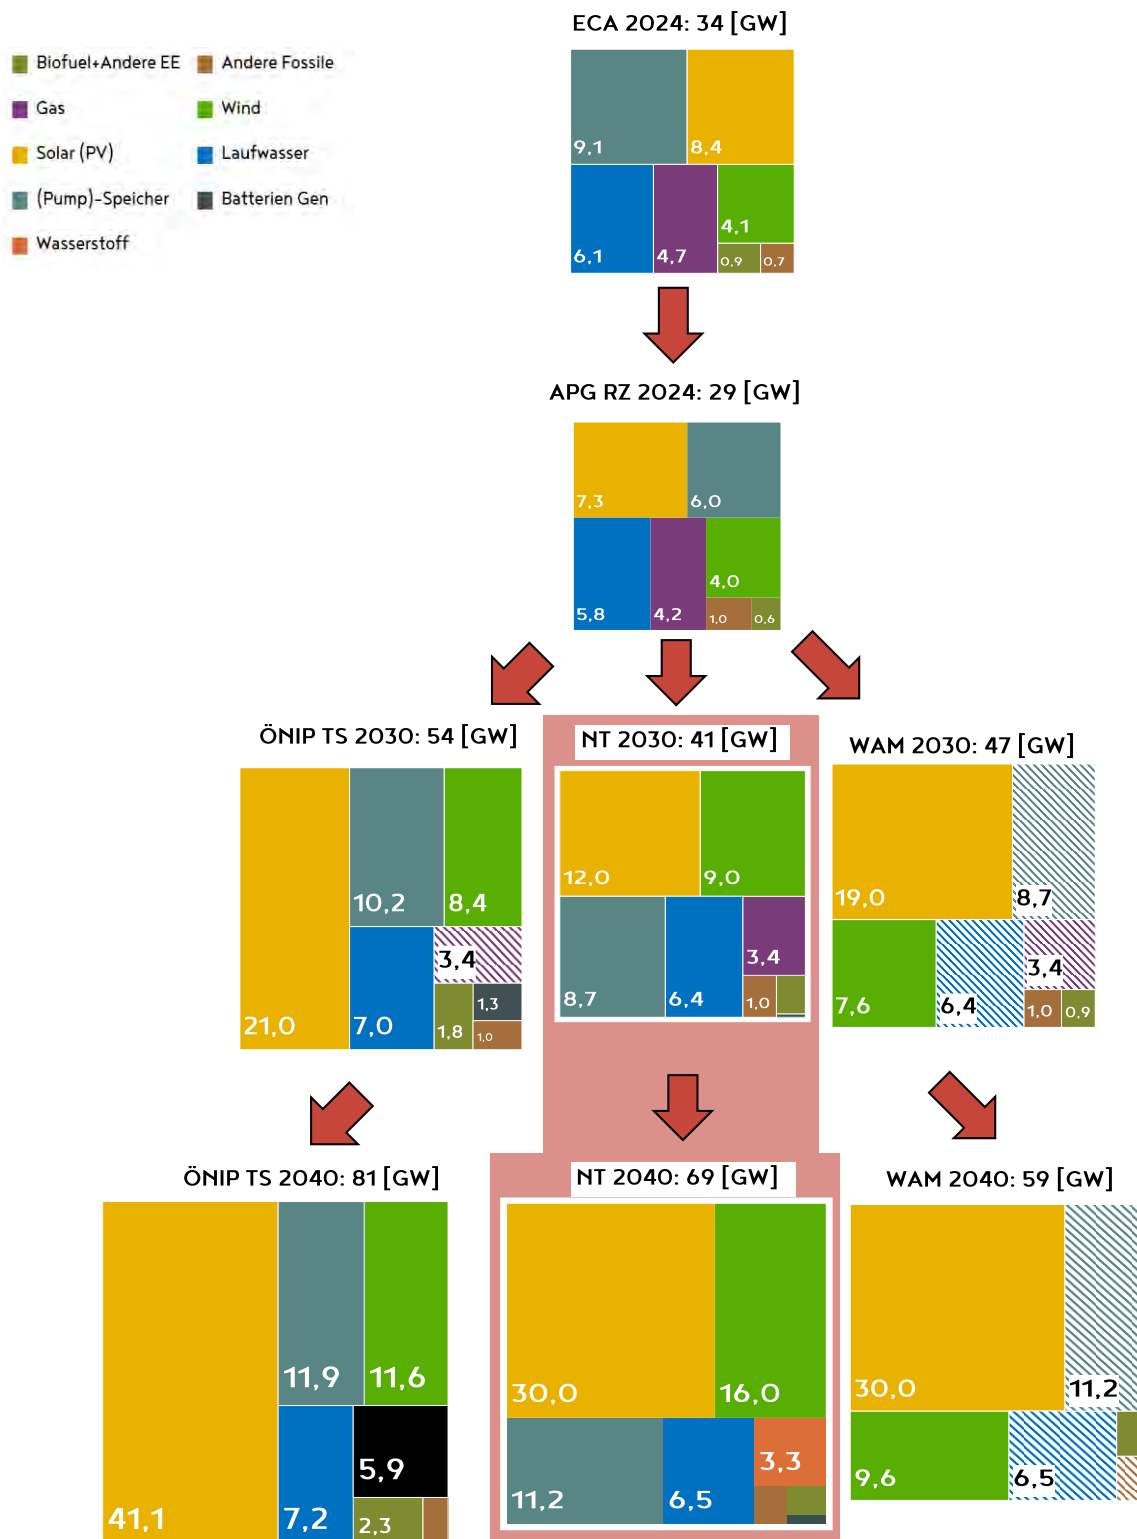 ECA 2024: 34 [GW]
Biofuel+Andere EE
Andere Fossile
Gas
Wind
Solar (PV)
Laufwasser
(Pump)-Speicher
Batterien Gen
Wasserstoff
9,1
8,4
6,1
4,7
4,1
0,9
0,7
APG RZ 2024: 29 [GW]
7,3
6,0
5,8
4,2
4,0
1,0
0,6
ÖNIP TS 2030: 54 [GW]
21,0
10,2
8,4
7,0
3,4
1,8
1,3
1,0
NT 2030: 41 [GW]
12,0
9,0
8,7
6,4
3,4
1,0
WAM 2030: 47 [GW]
19,0
8,7
7,6
6,4
3,4
1,0
0,9
ÖNIP TS 2040: 81 [GW]
41,1
11,9
11,6
7,2
5,9
2,3
NT 2040: 69 [GW]
30,0
16,0
11,2
6,5
3,3
WAM 2040: 59 [GW]
30,0
11,2
9,6
6,5